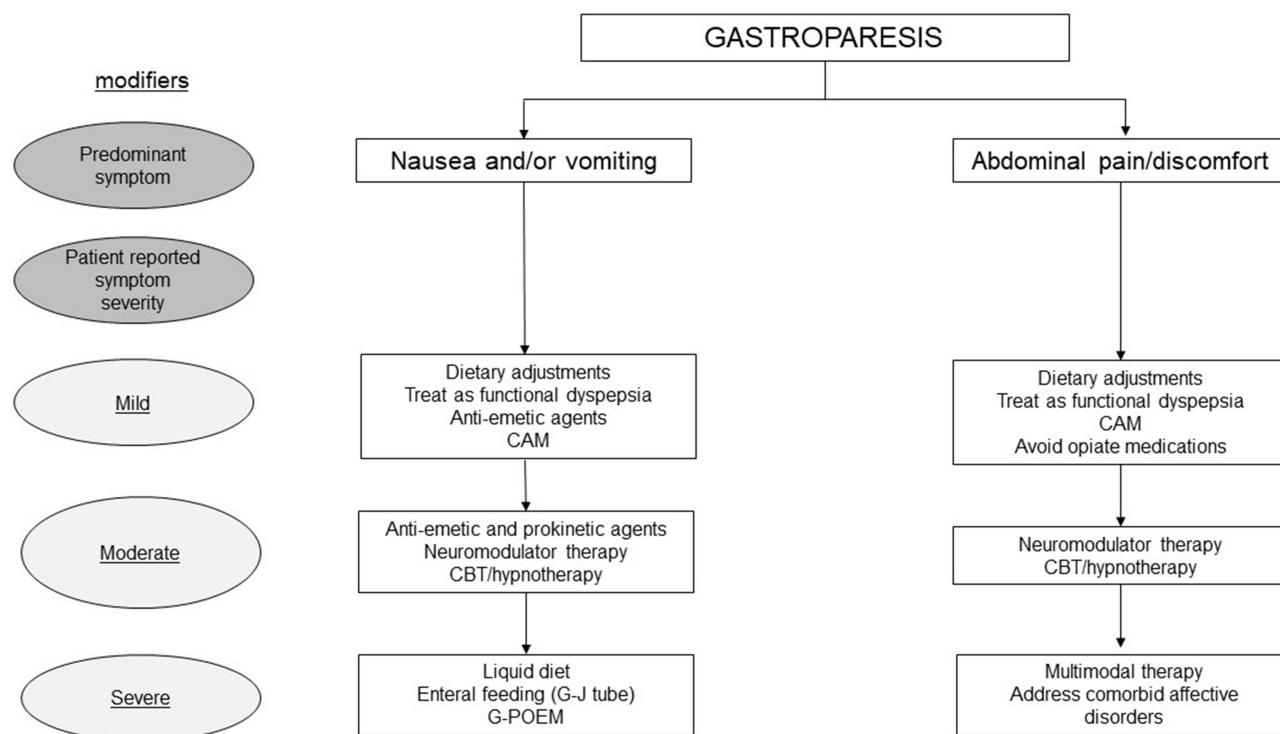 GASTROPARESIS
modifiers
Predominant
symptom
Nausea and/or vomiting
Abdominal pain/discomfort
Patient reported
symptom
severity
Mild
Dietary adjustments
Treat as functional dyspepsia
Anti-emetic agents
CAM
Dietary adjustments
Treat as functional dyspepsia
CAM
Avoid opiate medications
Moderate
Anti-emetic and prokinetic agents
Neuromodulator therapy
CBT/hypnotherapy
Neuromodulator therapy
CBT/hypnotherapy
Severe
Liquid diet
Enteral feeding (G-J tube)
G-POEM
Multimodal therapy
Address comorbid affective
disorders